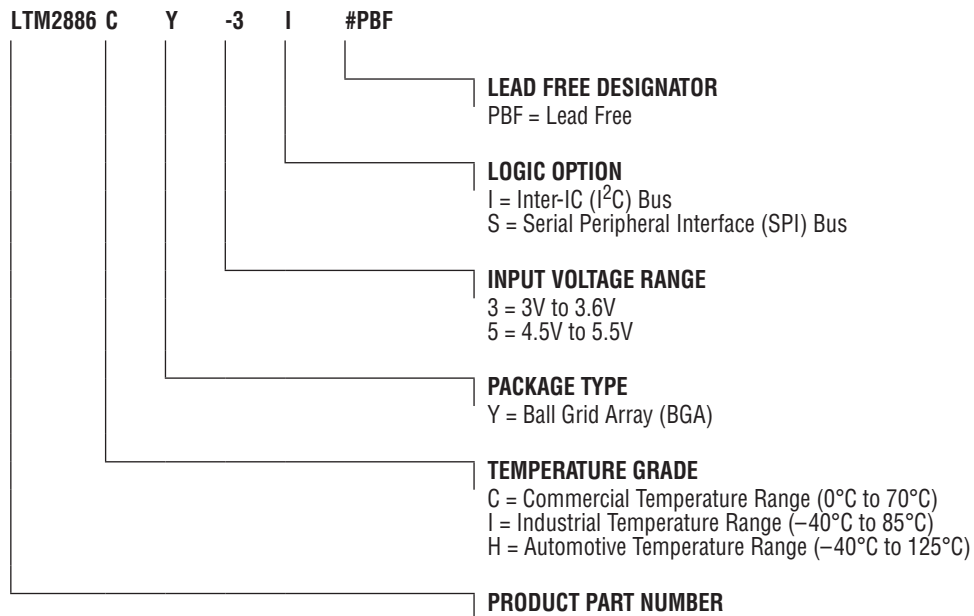 LTM2886 C Y -3 I #PBF
LEAD FREE DESIGNATOR
PBF = Lead Free
LOGIC OPTION
I = Inter-IC (I²C) Bus
S = Serial Peripheral Interface (SPI) Bus
INPUT VOLTAGE RANGE
3 = 3V to 3.6V
5 = 4.5V to 5.5V
PACKAGE TYPE
Y = Ball Grid Array (BGA)
TEMPERATURE GRADE
C = Commercial Temperature Range (0°C to 70°C)
I = Industrial Temperature Range (–40°C to 85°C)
H = Automotive Temperature Range (–40°C to 125°C)
PRODUCT PART NUMBER